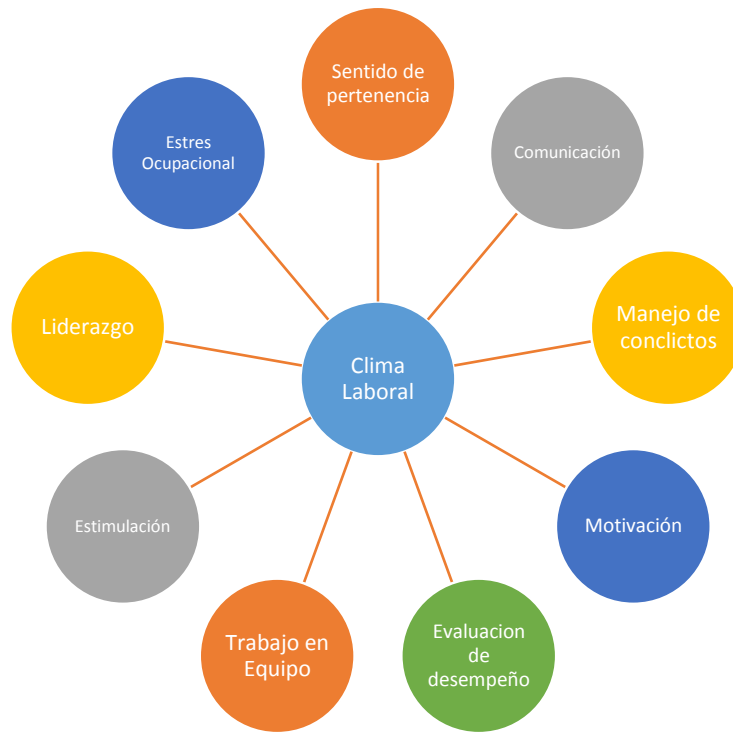 Sentido de
pertenencia
Comunicación
Manejo de
conclictos
Motivación
Evaluacion
de
desempeño
Trabajo en
Equipo
Estimulación
Liderazgo
Estres
Ocupacional
Clima
Laboral